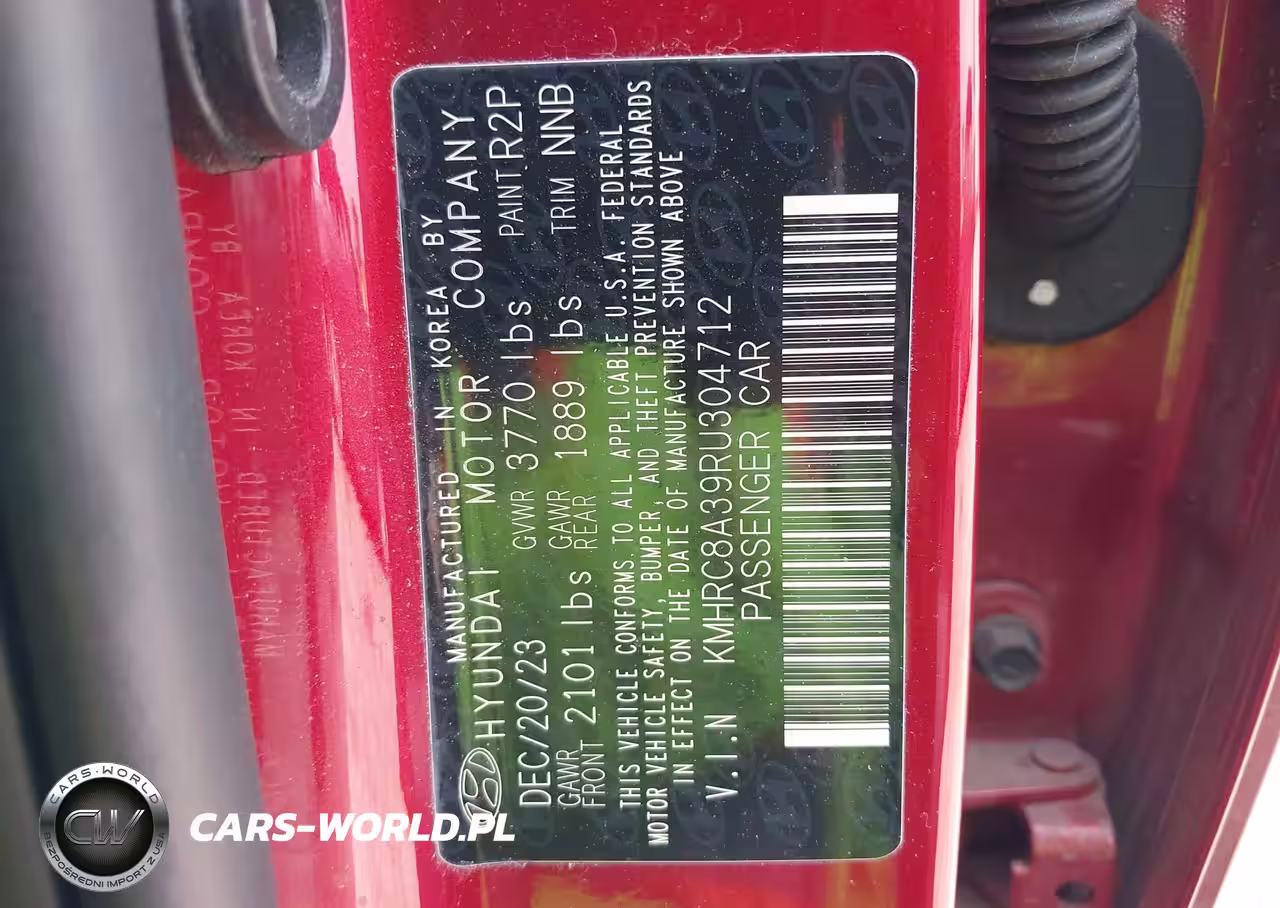 MANUFACTURED IN KOREA BY
HYUNDAI MOTOR COMPANY
DEC/20/23 GVWR 3770 lbs PAINT R2P
GAWR FRONT 2101 lbs GAWR REAR 1889 lbs TRIM NNB
THIS VEHICLE CONFORMS TO ALL APPLICABLE U.S.A. FEDERAL
MOTOR VEHICLE SAFETY, BUMPER, AND THEFT PREVENTION STANDARDS
IN EFFECT ON THE DATE OF MANUFACTURE SHOWN ABOVE
V.I.N KMHRC8A39RU304712
PASSENGER CAR
CARS-WORLD
CW
BEZPOŚREDNI IMPORT Z USA
CARS-WORLD.PL